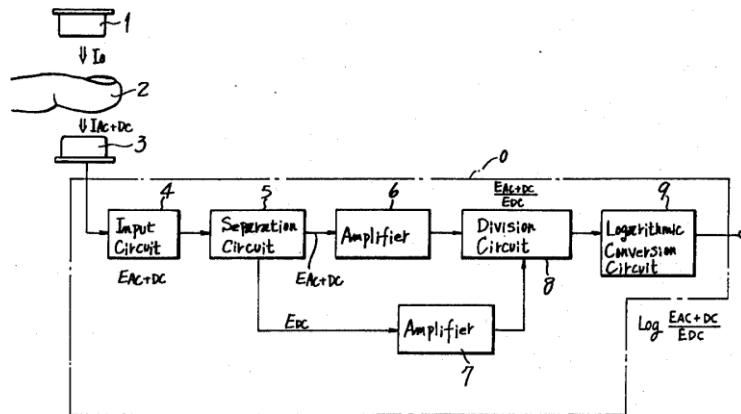 1
I0
2
IAC+DC
3
0
4
5
6
EAC+DC
EDC
9
Input
Circuit
Separation
Circuit
Amplifier
Division
Circuit
Logarithmic
Conversion
Circuit
EAC+DC
EAC+DC
8
EDC
Amplifier
7
Log EAC+DC
EDC